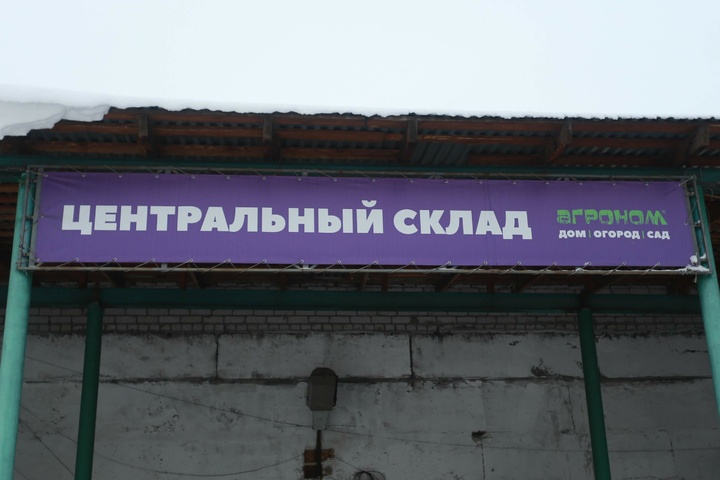 ЦЕНТРАЛЬНЫЙ СКЛАД
агроном
ДОМ | ОГОРОД | САД